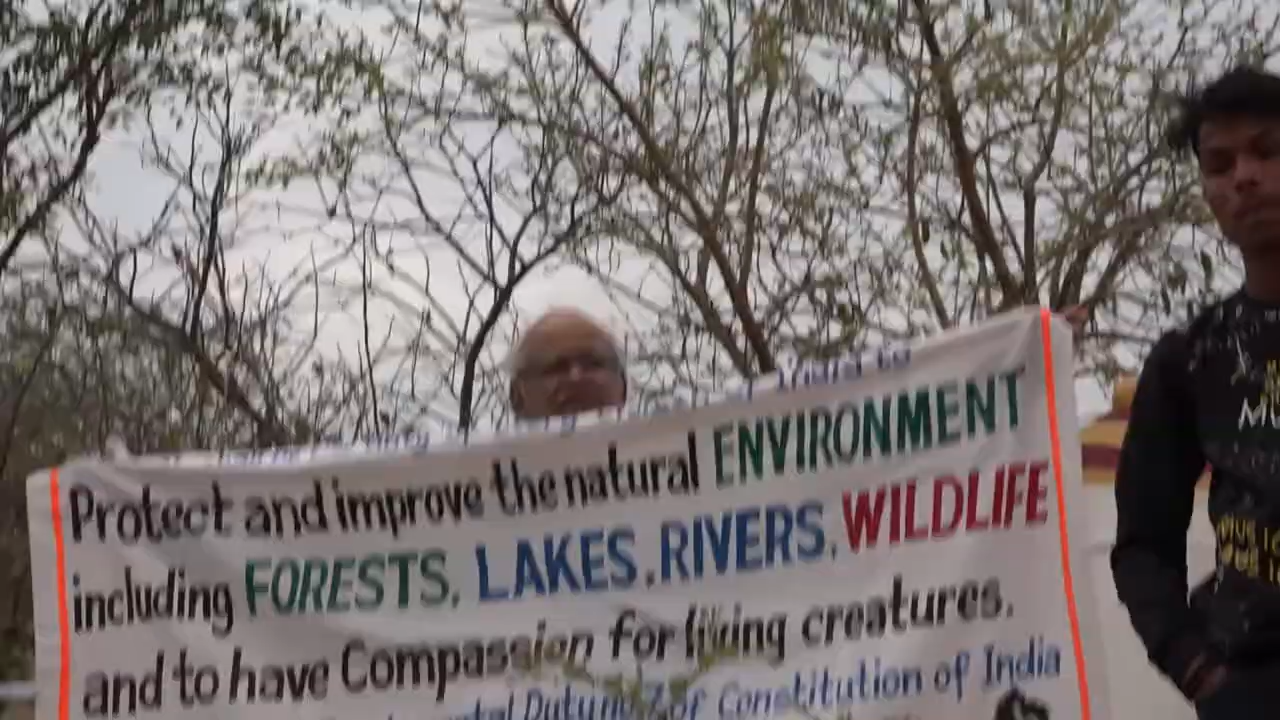 Protect and improve the natural ENVIRONMENT
including FORESTS, LAKES, RIVERS, WILDLIFE
and to have Compassion for living creatures.
of Constitution of India